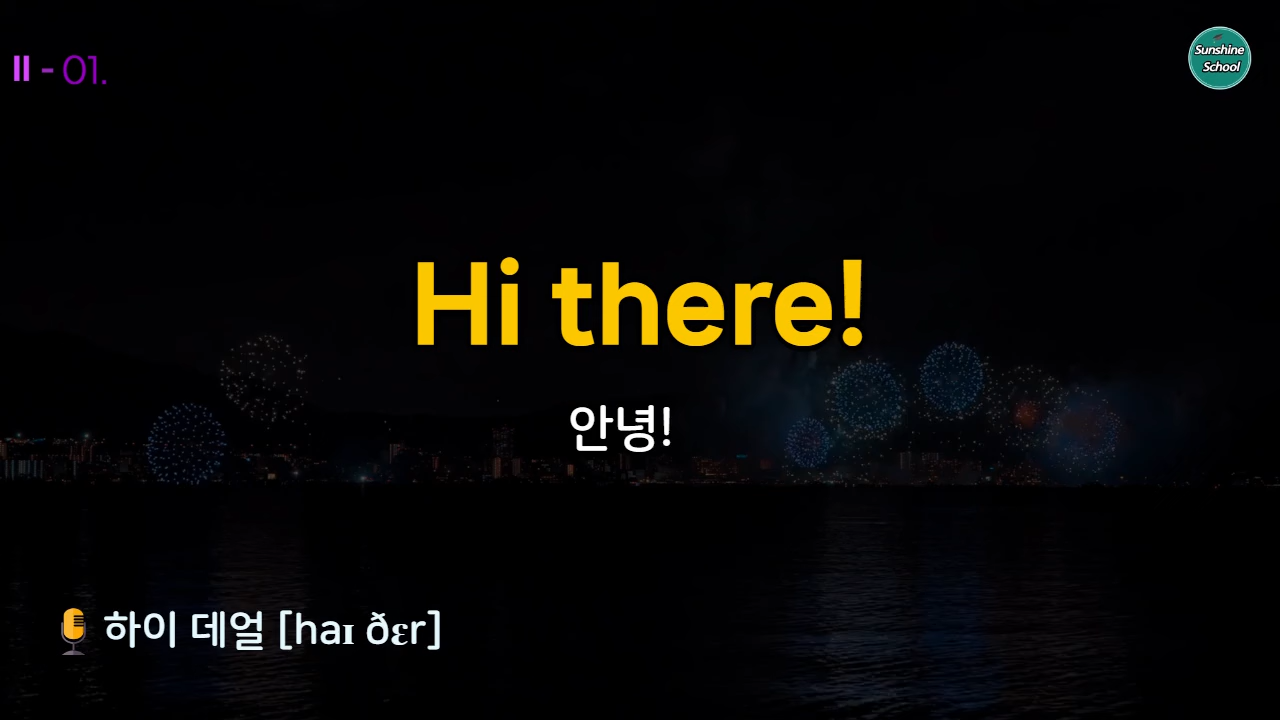 II - 01.
Sunshine
School
Hi there!
안녕!
하이 데얼 [haɪ ðɛr]